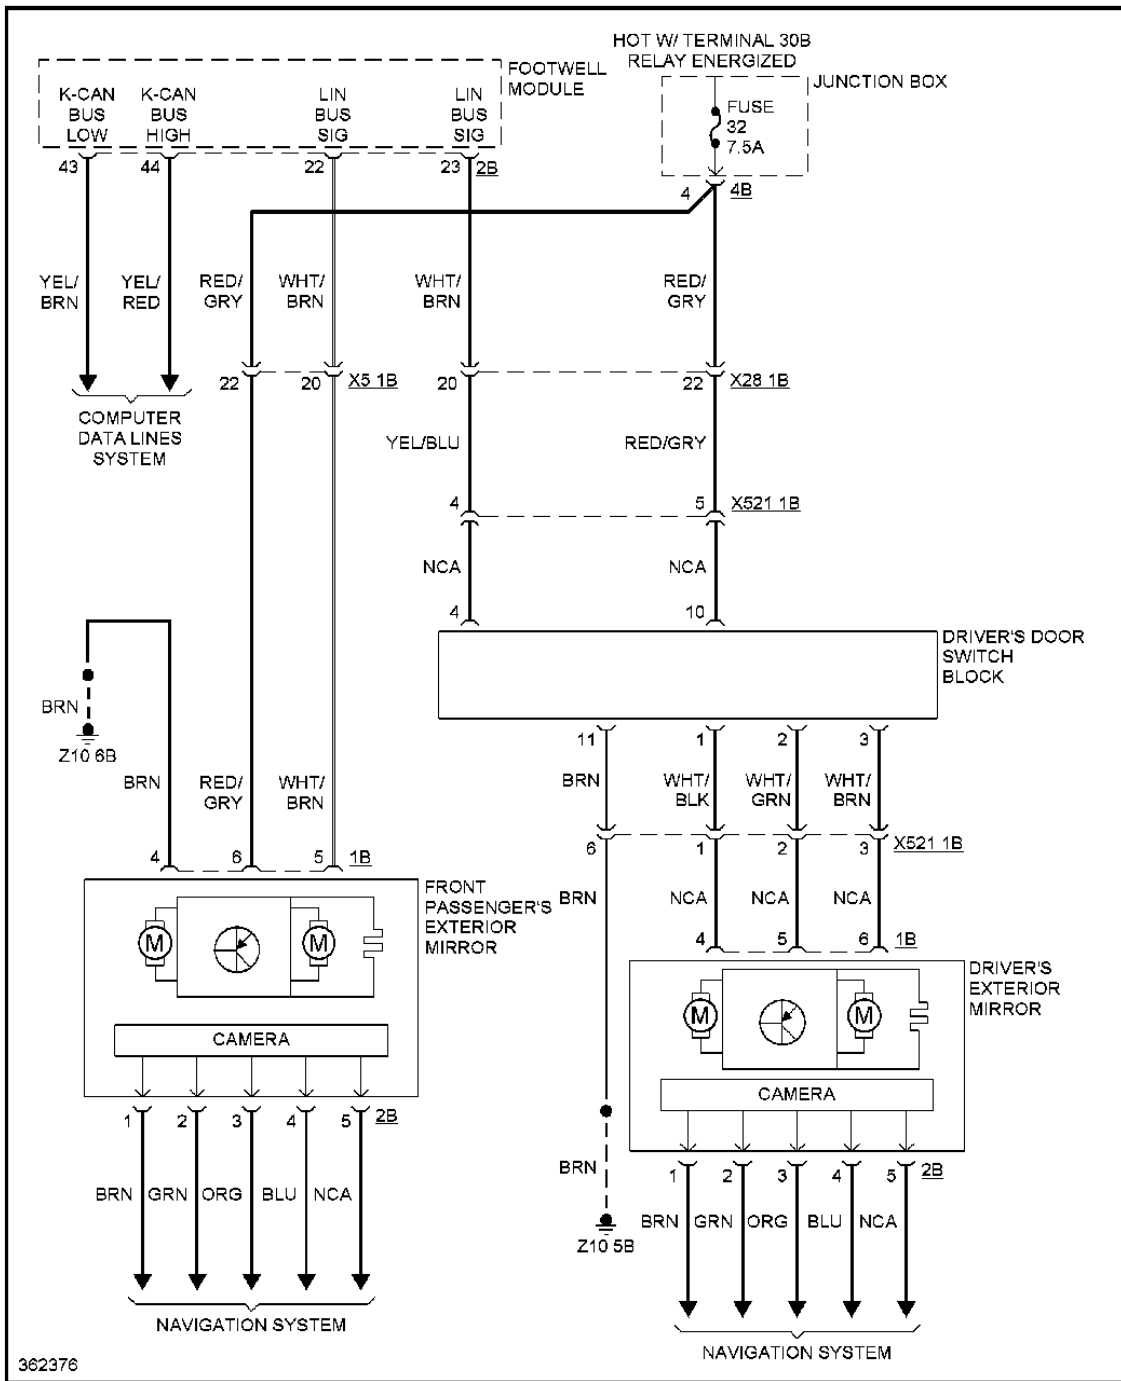 HOT W/ TERMINAL 30B
RELAY ENERGIZED
FOOTWELL
MODULE
JUNCTION BOX
K-CAN
BUS
LOW
K-CAN
BUS
HIGH
LIN
BUS
SIG
LIN
BUS
SIG
FUSE
32
7.5A
43
44
22
23
2B
4
4B
YEL/
BRN
YEL/
RED
RED/
GRY
WHT/
BRN
WHT/
BRN
RED/
GRY
22
20
X5 1B
20
22
X28 1B
COMPUTER
DATA LINES
SYSTEM
YEL/BLU
RED/GRY
4
5
X521 1B
NCA
NCA
4
10
DRIVER'S DOOR
SWITCH
BLOCK
BRN
Z10 6B
11
1
2
3
BRN
RED/
GRY
WHT/
BRN
BRN
WHT/
BLK
WHT/
GRN
WHT/
BRN
4
6
5
1B
6
1
2
3
X521 1B
FRONT
PASSENGER'S
EXTERIOR
MIRROR
BRN
NCA
NCA
NCA
4
5
6
1B
M
M
DRIVER'S
EXTERIOR
MIRROR
M
M
CAMERA
CAMERA
1
2
3
4
5
2B
1
2
3
4
5
2B
BRN
GRN
ORG
BLU
NCA
BRN
Z10 5B
BRN
GRN
ORG
BLU
NCA
NAVIGATION SYSTEM
NAVIGATION SYSTEM
362376